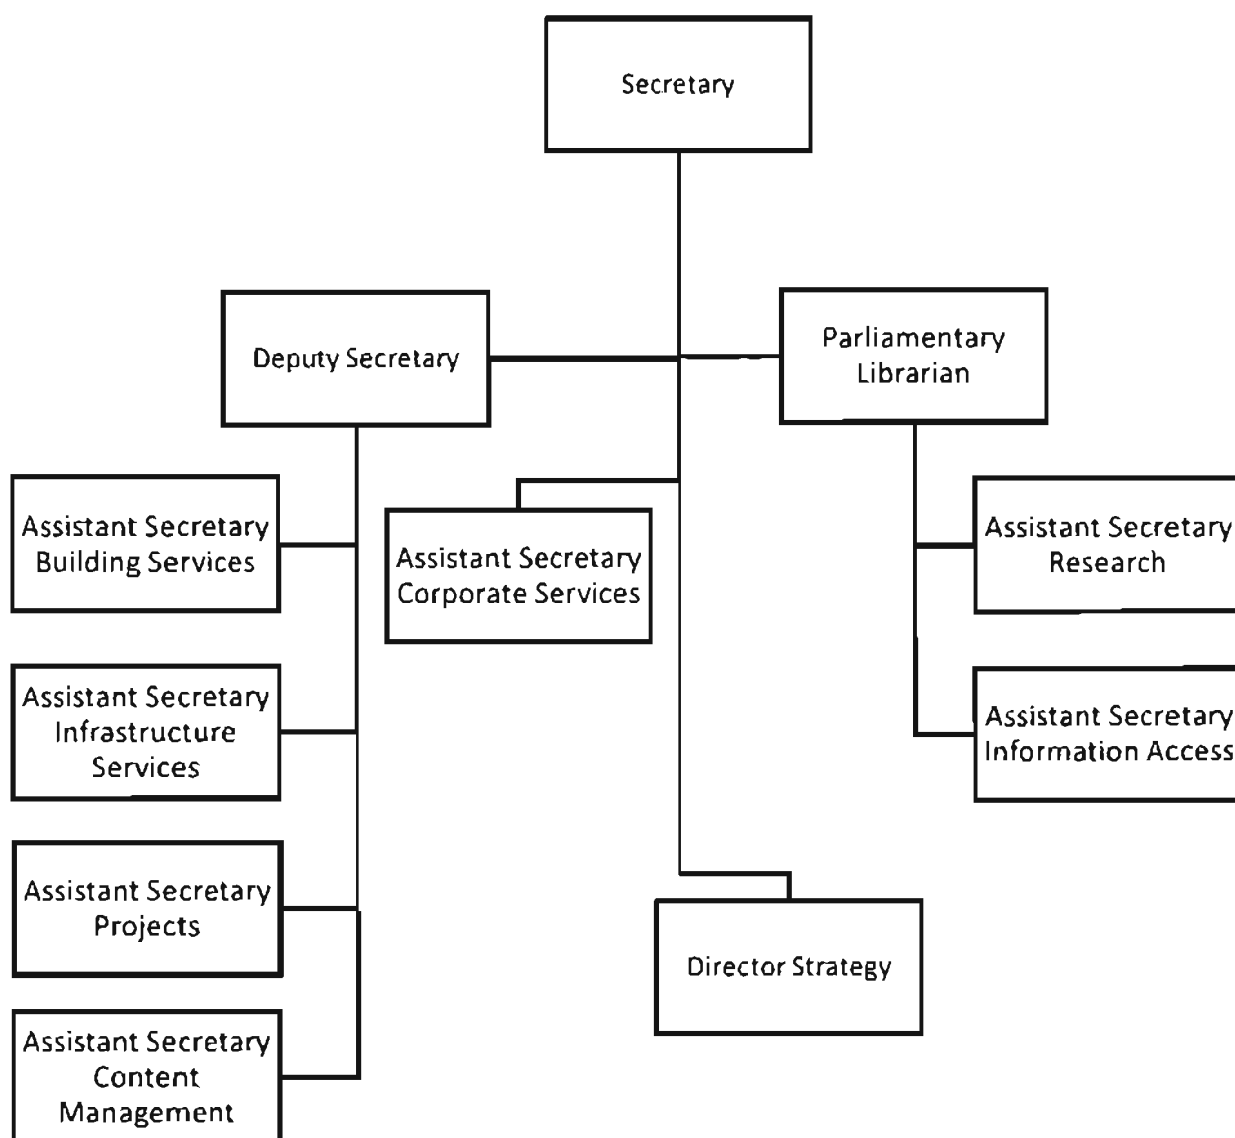 Secretary
Deputy Secretary
Parliamentary
Librarian
Assistant Secretary
Building Services
Assistant Secretary
Corporate Services
Assistant Secretary
Research
Assistant Secretary
Infrastructure
Services
Assistant Secretary
Information Access
Assistant Secretary
Projects
Director Strategy
Assistant Secretary
Content
Management